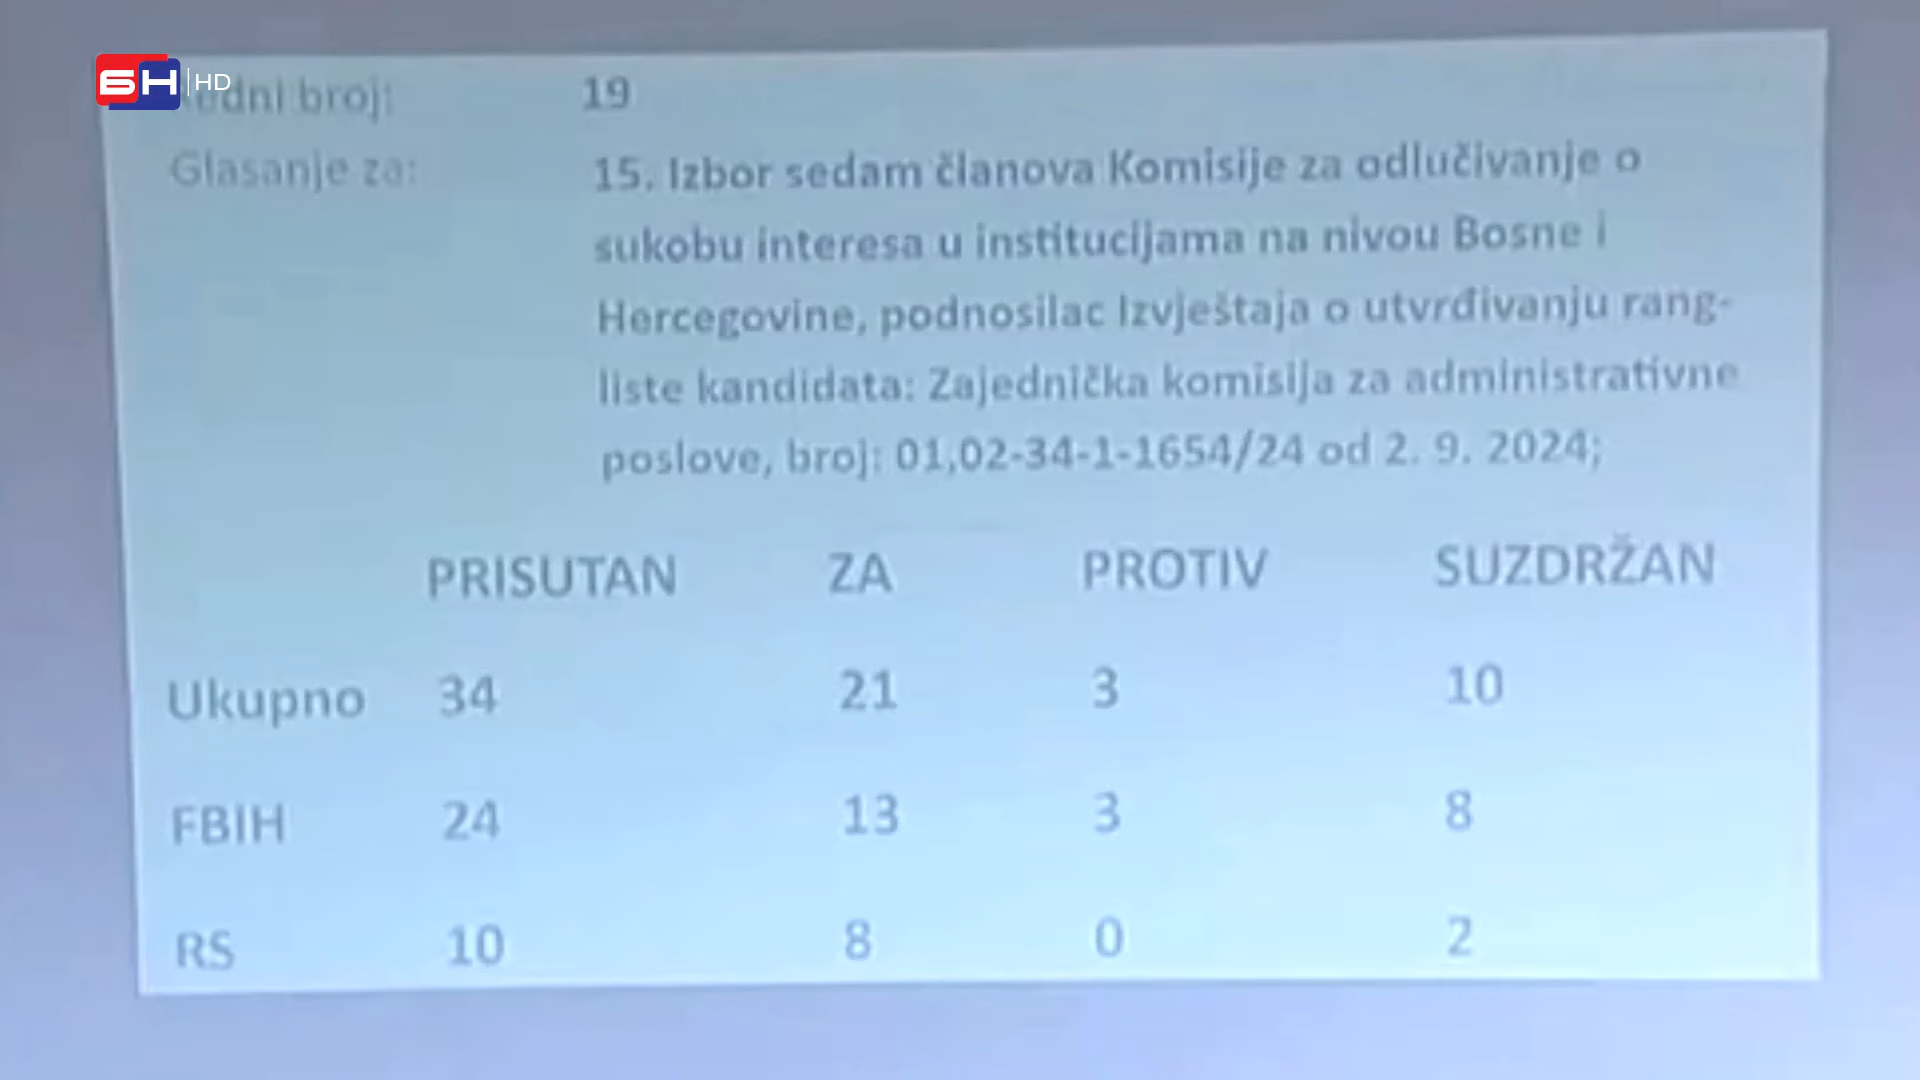 БН HD
edni broj: 19
Glasanje za: 15. Izbor sedam članova Komisije za odlučivanje o
sukobu interesa u institucijama na nivou Bosne i
Hercegovine, podnosilac Izvještaja o utvrđivanju rang-
liste kandidata: Zajednička komisija za administrativne
poslove, broj: 01,02-34-1-1654/24 od 2. 9. 2024;
PRISUTAN ZA PROTIV SUZDRŽAN
Ukupno 34 21 3 10
FBIH 24 13 3 8
RS 10 8 0 2